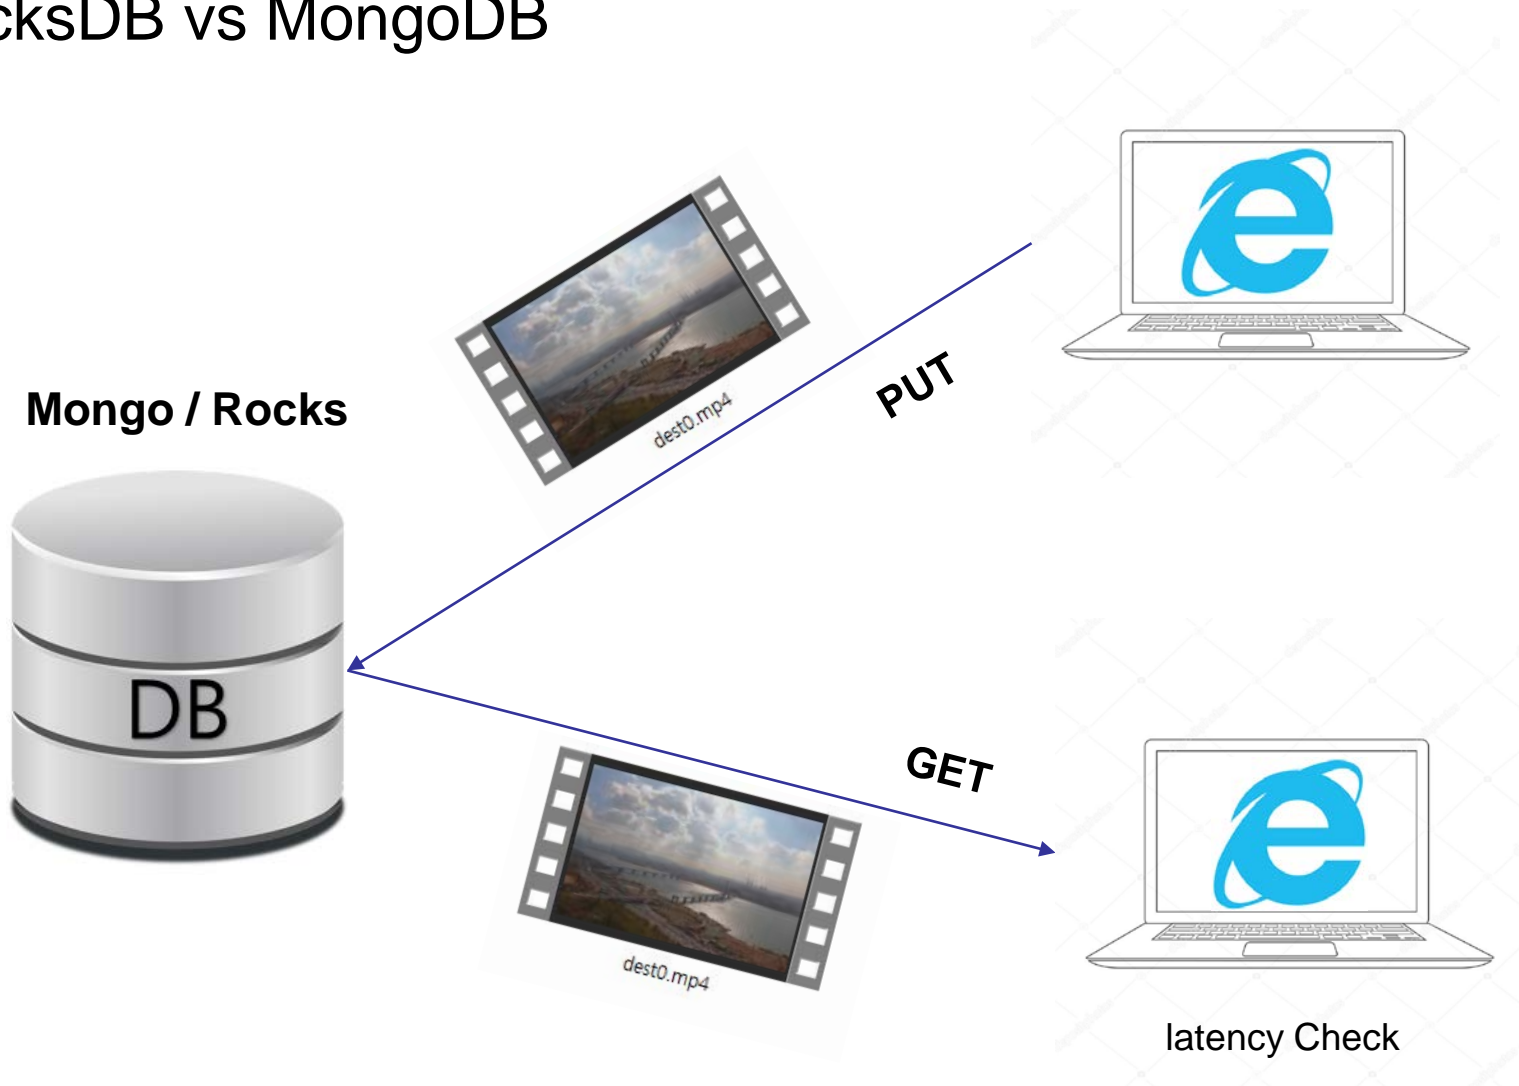 cksDB vs MongoDB
PUT
dest0.mp4
Mongo / Rocks
DB
GET
dest0.mp4
latency Check